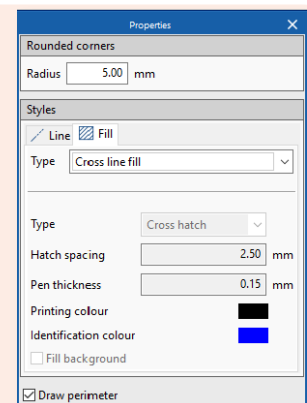 Properties
Rounded corners
Radius 5.00 mm
Styles
Line Fill
Type Cross line fill
Type Cross hatch
Hatch spacing 2.50 mm
Pen thickness 0.15 mm
Printing colour
Identification colour
Fill background
Draw perimeter